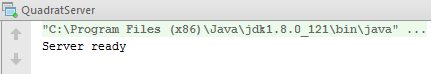 QuadratServer
"C:\Program Files (x86)\Java\jdk1.8.0_121\bin\java" ...
Server ready